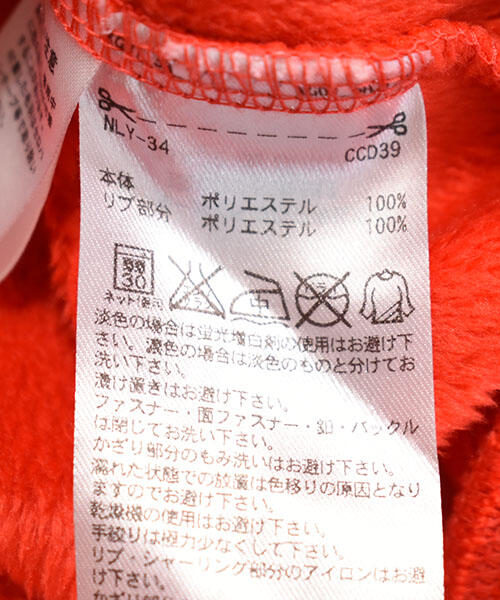 NLY-34
CCD39
本体 ポリエステル 100%
リブ部分 ポリエステル 100%
弱 30 中
ネット使用
淡色の場合は蛍光増白剤の使用はお避け下
さい。濃色の場合は淡色のものと分けてお
洗い下さい。
漬け置きはお避け下さい。
ファスナー・面ファスナー・釦・バックル
は閉じてお洗い下さい。
かざり部分のもみ洗いはお避け下さい。
濡れた状態での放置は色移りの原因となり
ますのでお避け下さい。
乾燥機の使用はお避け下さい。
手絞りは極力少なくして下さい。
リブ・シャーリング部分のアイロンはお避